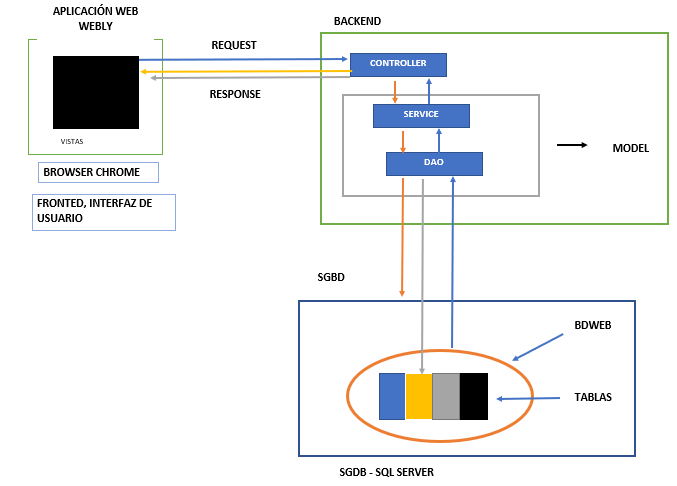 APLICACIÓN WEB
WEBLY
BACKEND
REQUEST
CONTROLLER
RESPONSE
SERVICE
VISTAS
MODEL
DAO
BROWSER CHROME
FRONTED, INTERFAZ DE
USUARIO
SGBD
BDWEB
TABLAS
SGDB - SQL SERVER